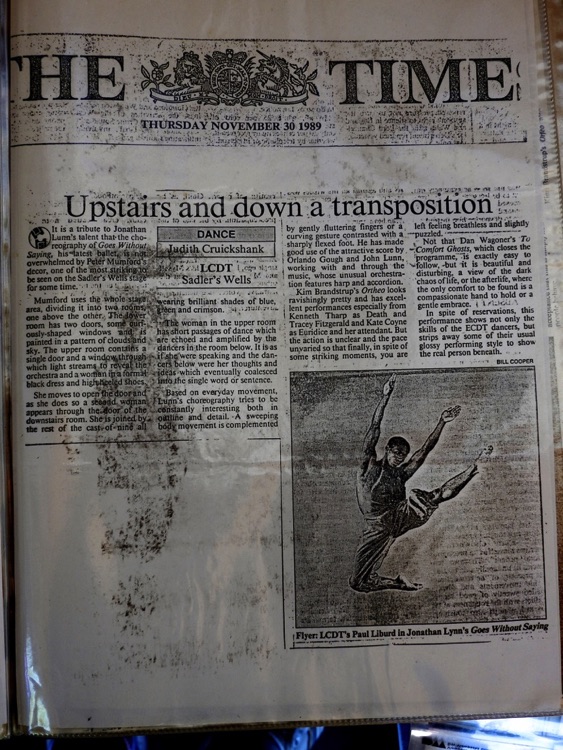 THE TIMES
THURSDAY NOVEMBER 30 1989
Upstairs and down a transposition
It is a tribute to Jonathan
Lunn's talent that the cho-
reography of Goes Without
Saying, his latest ballet, is not
overwhelmed by Peter Mumford's
decor, one of the most striking to
be seen on the Sadler's Wells stage
for some time.
Mumford uses the whole stage
area, dividing it into two rooms,
one above the other. The lower
room has two doors, some curi-
ously-shaped windows and is
painted in a pattern of clouds and
sky. The upper room contains a
single door and a window through
which light streams to reveal the
orchestra and a woman in a formal
black dress and high heeled shoes.
She moves to open the door and
as she does so a second woman
appears through the door of the
downstairs room. She is joined by
the rest of the cast of nine all
DANCE
Judith Cruickshank
LCDT
Sadler's Wells
wearing brilliant shades of blue,
green and crimson.
The woman in the upper room
has short passages of dance which
are echoed and amplified by the
dancers in the room below. It is as
if she were speaking and the dan-
cers below were her thoughts and
ideas which eventually coalesced
into the single word or sentence.
Based on everyday movement,
Lunn's choreography tries to be
constantly interesting both in
outline and detail. A sweeping
body movement is complemented
by gently fluttering fingers or a
curving gesture contrasted with a
sharply flexed foot. He has made
good use of the attractive score by
Orlando Gough and John Lunn,
working with and through the
music, whose unusual orchestra-
tion features harp and accordion.
Kim Brandstrup's Orfeo looks
ravishingly pretty and has excel-
lent performances especially from
Kenneth Tharp as Death and
Tracey Fitzgerald and Kate Coyne
as Euridice and her attendant. But
the action is unclear and the pace
unvaried so that finally, in spite of
some striking moments, you are
left feeling breathless and slightly
puzzled.
Not that Dan Wagoner's To
Comfort Ghosts, which closes the
programme, is exactly easy to
follow, but it is beautiful and
disturbing, a view of the dark
chaos of life, or the afterlife, where
the only comfort to be found is a
compassionate hand to hold or a
gentle embrace.
In spite of reservations, this
performance shows not only the
skills of the LCDT dancers, but
strips away some of their usual
glossy performing style to show
the real person beneath.
BILL COOPER
Flyer: LCDT's Paul Liburd in Jonathan Lynn's Goes Without Saying